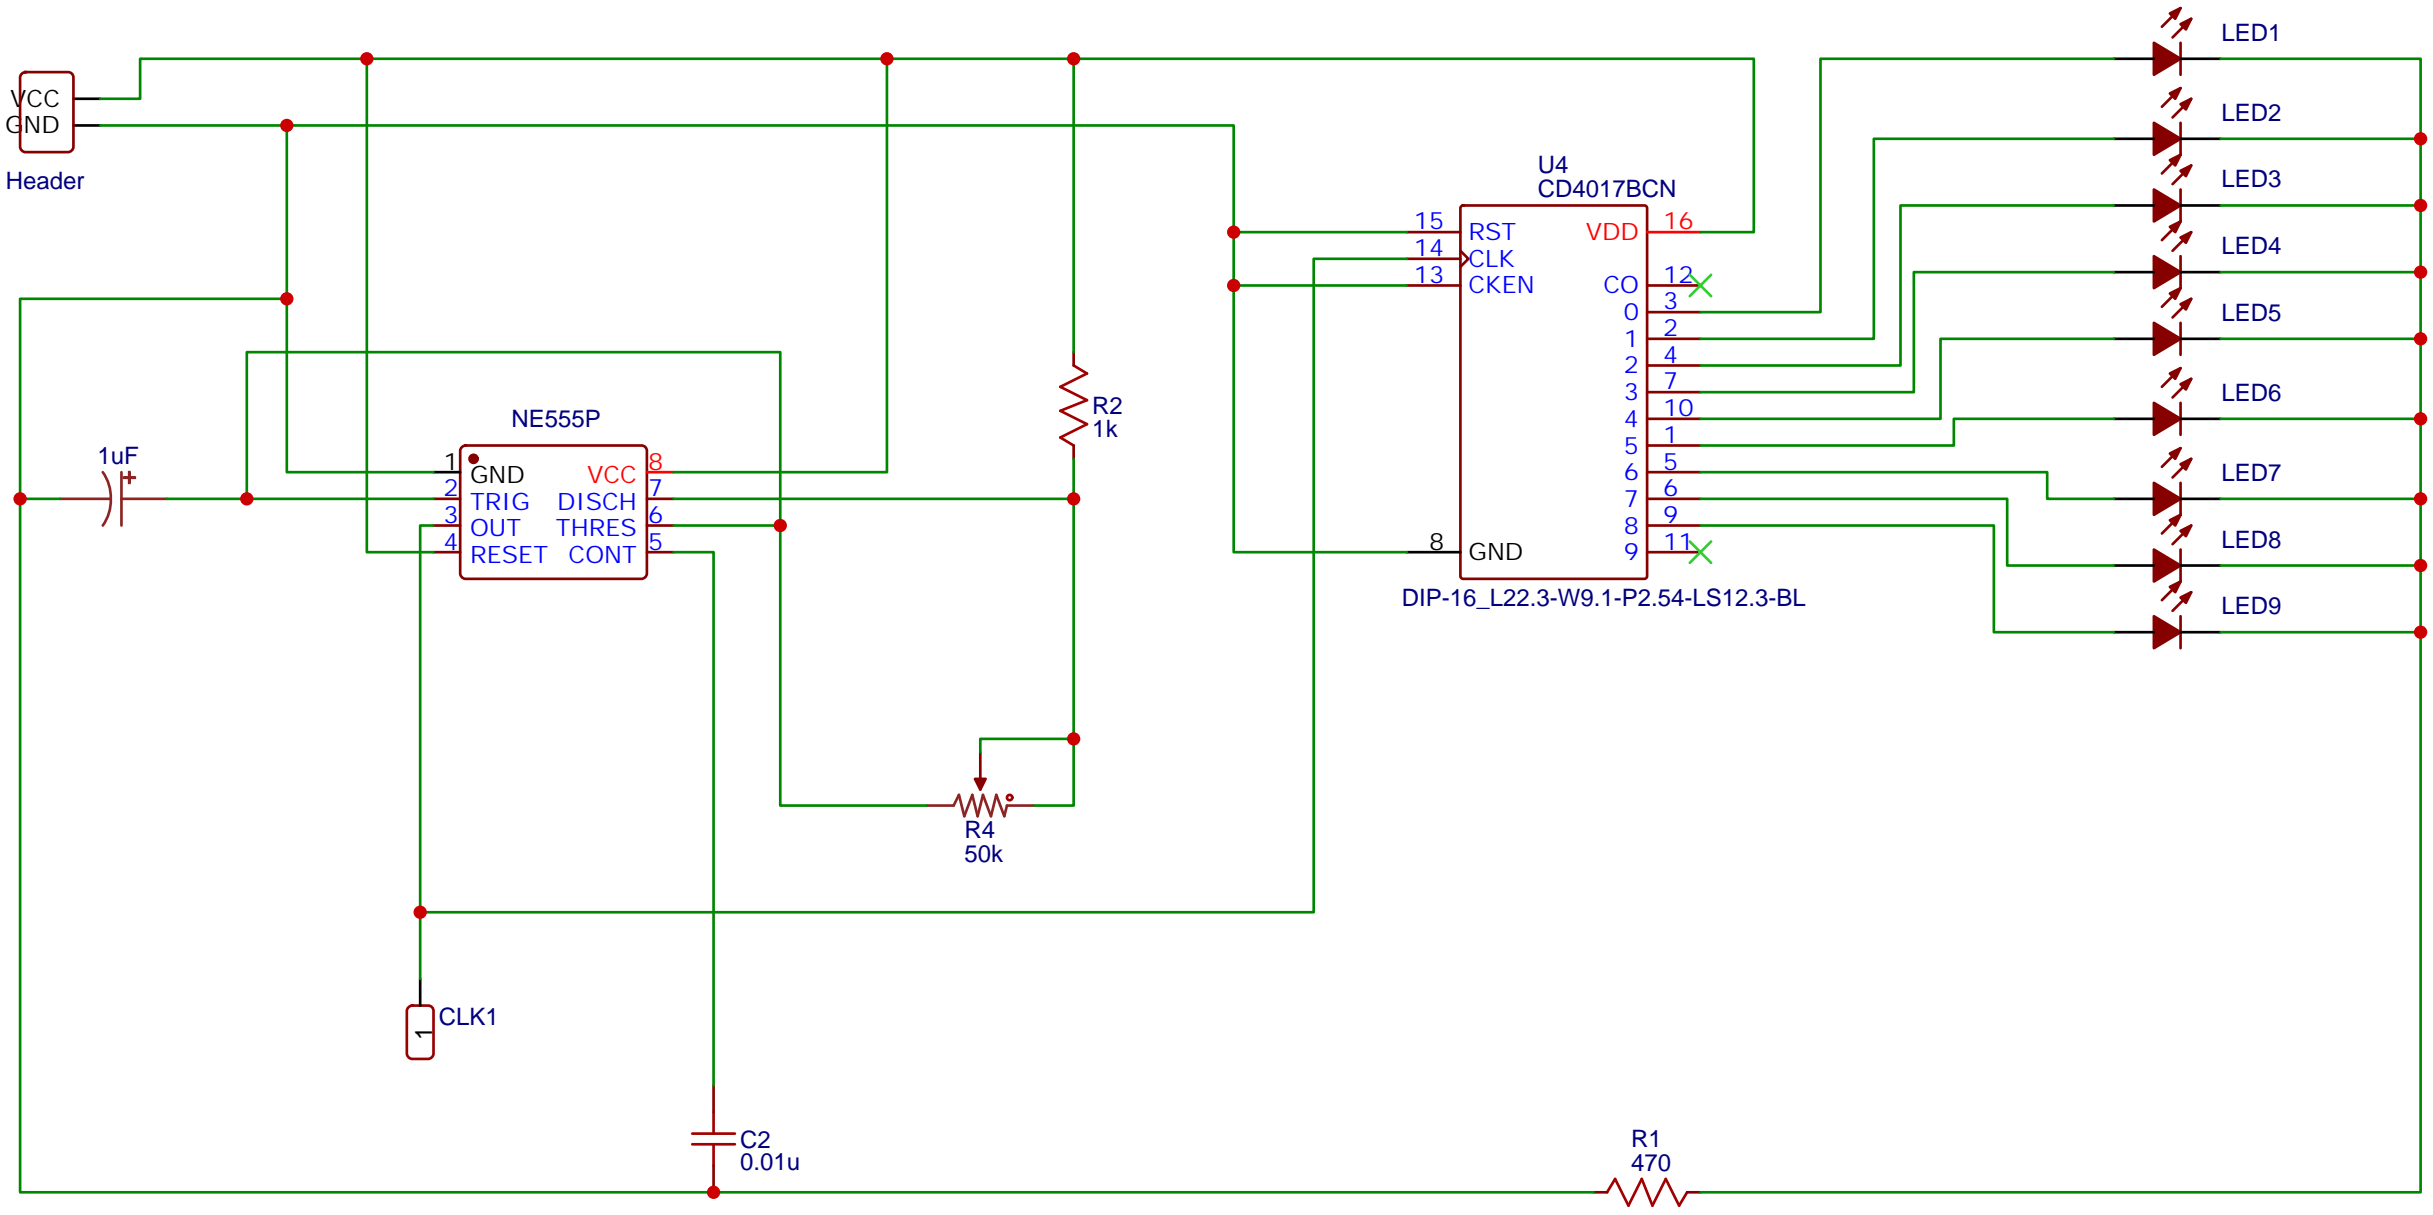 VCC
GND
Header
1uF
NE555P
1
GND
2
TRIG
3
OUT
4
RESET
VCC
8
DISCH
7
THRES
6
CONT
5
R2
1k
R4
50k
CLK1
1
C2
0.01u
R1
470
U4
CD4017BCN
15
RST
14
CLK
13
CKEN
8
GND
VDD
16
CO
12
0
3
1
2
2
4
3
7
4
10
5
1
6
5
7
6
8
9
9
11
DIP-16_L22.3-W9.1-P2.54-LS12.3-BL
LED1
LED2
LED3
LED4
LED5
LED6
LED7
LED8
LED9